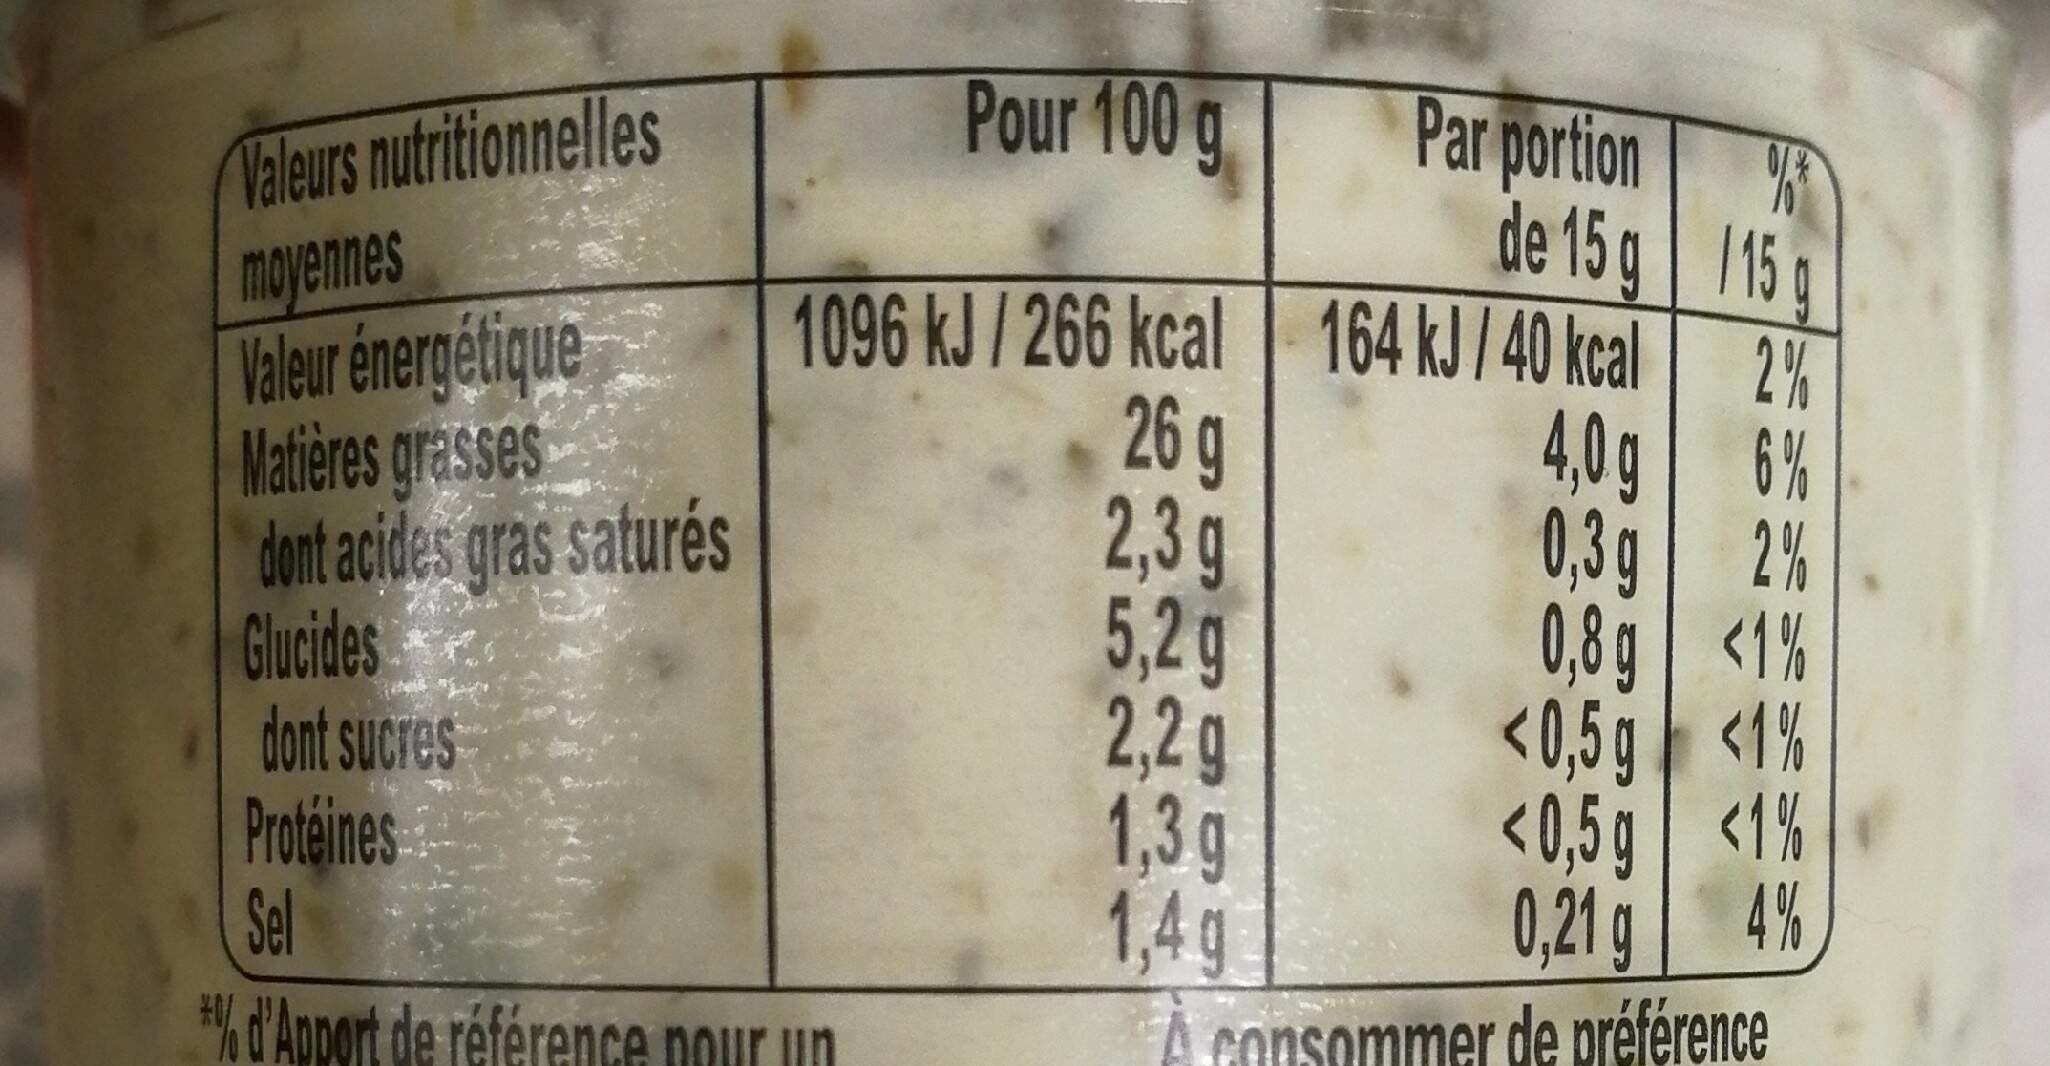 Valeurs nutritionnelles moyennes Pour 100 g Par portion de 15 g %* / 15 g
Valeur énergétique 1096 kJ / 266 kcal 164 kJ / 40 kcal 2 %
Matières grasses 26 g 4,0 g 6 %
dont acides gras saturés 2,3 g 0,3 g 2 %
Glucides 5,2 g 0,8 g <1 %
dont sucres 2,2 g <0,5 g <1 %
Protéines 1,3 g <0,5 g <1 %
Sel 1,4 g 0,21 g 4 %
*% d'Apport de référence pour un
À consommer de préférence